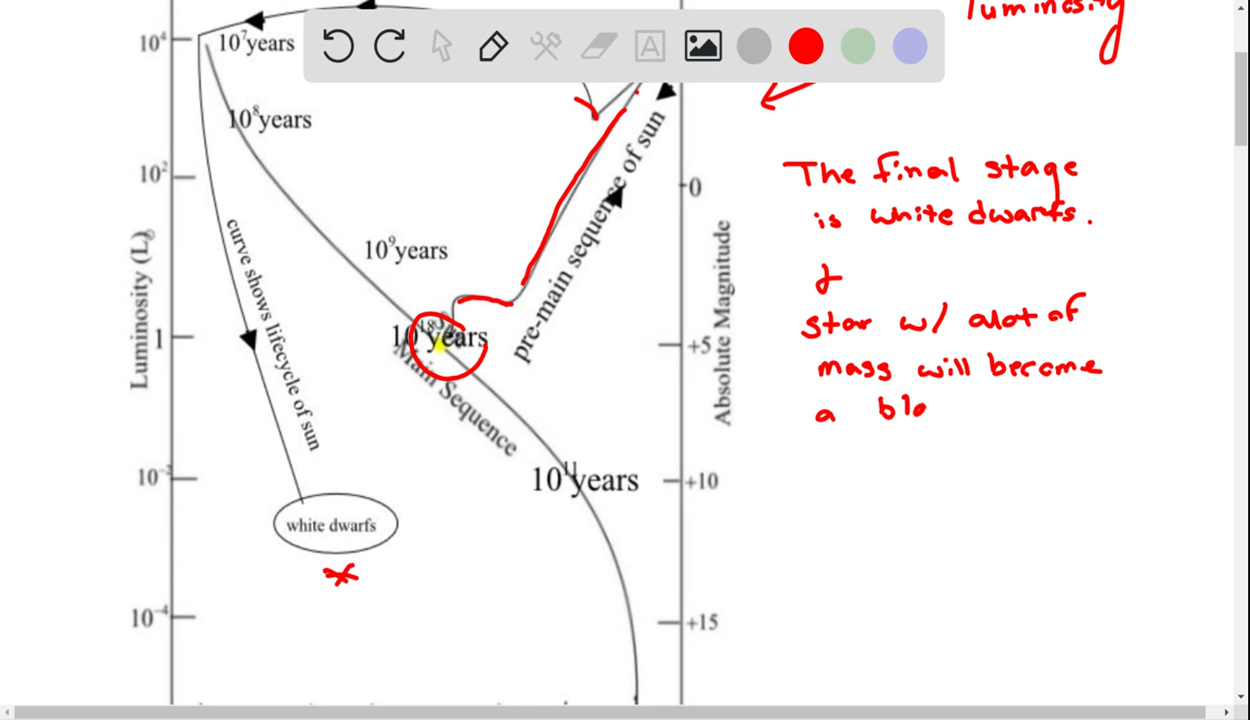 luminosity
10⁴
10⁷years
10⁸years
10²
0
The final stage
is white dwarfs.
&
star w/ alot of
mass will become
a blo
10⁹years
pre-main sequence of sun
curve shows lifecycle of sun
Luminosity (L)
Absolute Magnitude
1
10¹⁸years
+5
Main Sequence
10⁻²
10¹¹years
+10
white dwarfs
10⁻⁴
+15
A